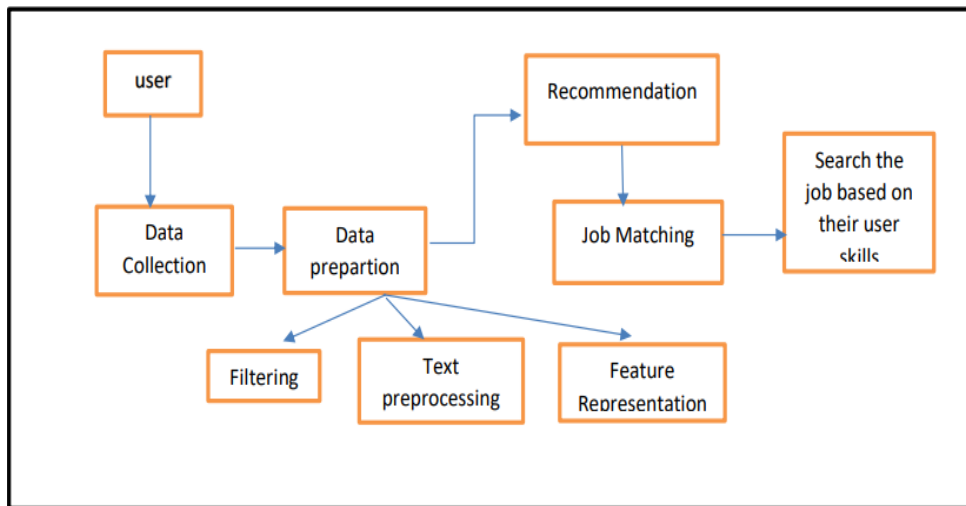 user
Recommendation
Search the
job based on
their user
skills
Data
Collection
Data
prepartion
Job Matching
Filtering
Text
preprocessing
Feature
Representation